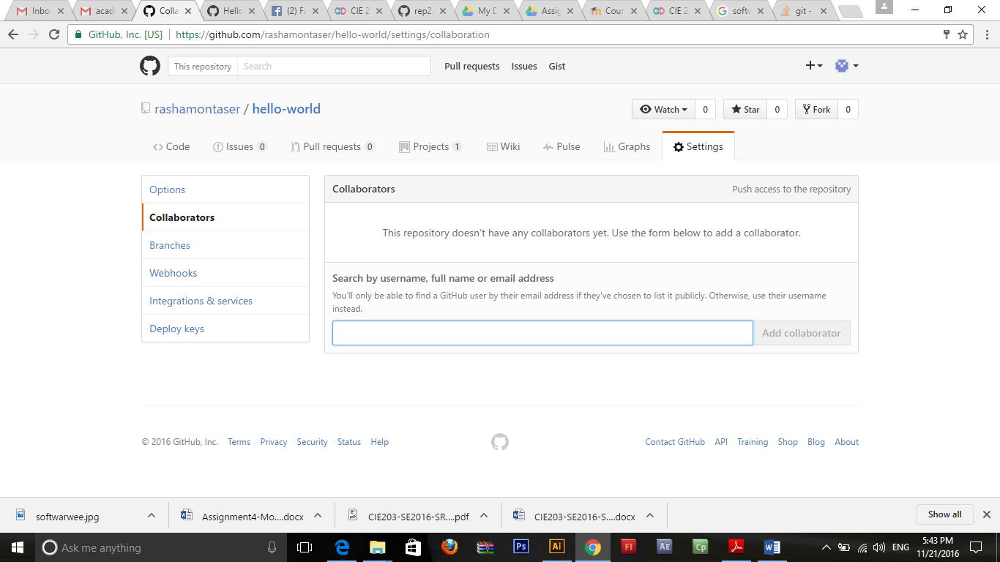 Inbo
acad
Colla
Hello
(2) Fa
CIE 2
rep2
My D
Assig
Cour
CIE 2
softw
git -
GitHub, Inc. [US]
https://github.com/rashamontaser/hello-world/settings/collaboration
This repository
Search
Pull requests
Issues
Gist
rashamontaser / hello-world
Watch
0
Star
0
Fork
0
Code
Issues 0
Pull requests 0
Projects 1
Wiki
Pulse
Graphs
Settings
Options
Collaborators
Branches
Webhooks
Integrations & services
Deploy keys
Collaborators
Push access to the repository
This repository doesn't have any collaborators yet. Use the form below to add a collaborator.
Search by username, full name or email address
You'll only be able to find a GitHub user by their email address if they've chosen to list it publicly. Otherwise, use their username
instead.
Add collaborator
© 2016 GitHub, Inc.
Terms
Privacy
Security
Status
Help
Contact GitHub
API
Training
Shop
Blog
About
softwarwee.jpg
Assignment4-Mo....docx
CIE203-SE2016-SR....pdf
CIE203-SE2016-S....docx
Show all
Ask me anything
Ps
Ai
Fl
AE
Cp
ENG
5:43 PM
11/21/2016